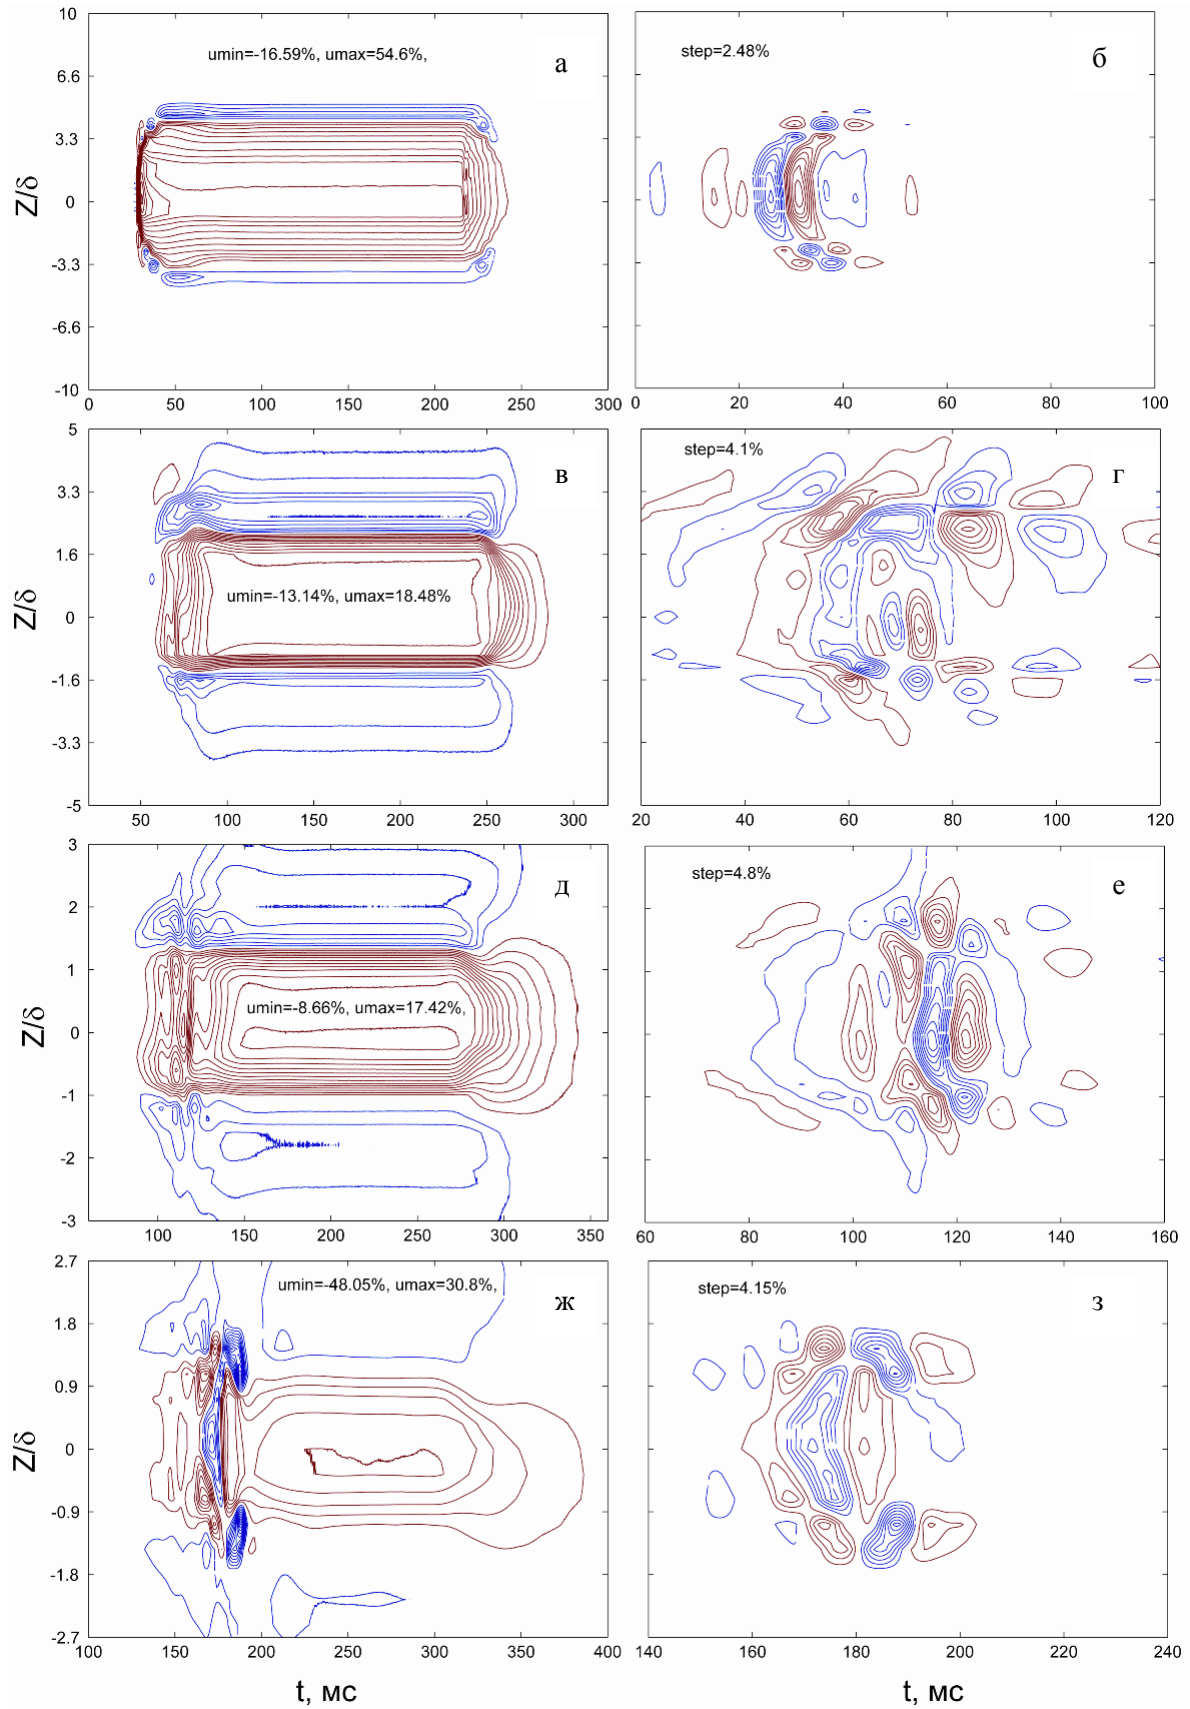 10
6.6
3.3
0
-3.3
-6.6
-10
Z/δ
umin=-16.59%, umax=54.6%,
а
0 50 100 150 200 250 300
step=2.48%
б
0 20 40 60 80 100
5
3.3
1.6
0
-1.6
-3.3
-5
Z/δ
в
umin=-13.14%, umax=18.48%
50 100 150 200 250 300
step=4.1%
г
20 40 60 80 100 120
3
2
1
0
-1
-2
-3
Z/δ
д
umin=-8.66%, umax=17.42%,
100 150 200 250 300 350
step=4.8%
е
60 80 100 120 140 160
2.7
1.8
0.9
0
-0.9
-1.8
-2.7
Z/δ
umin=-48.05%, umax=30.8%,
ж
100 150 200 250 300 350 400
t, мс
step=4.15%
з
140 160 180 200 220 240
t, мс